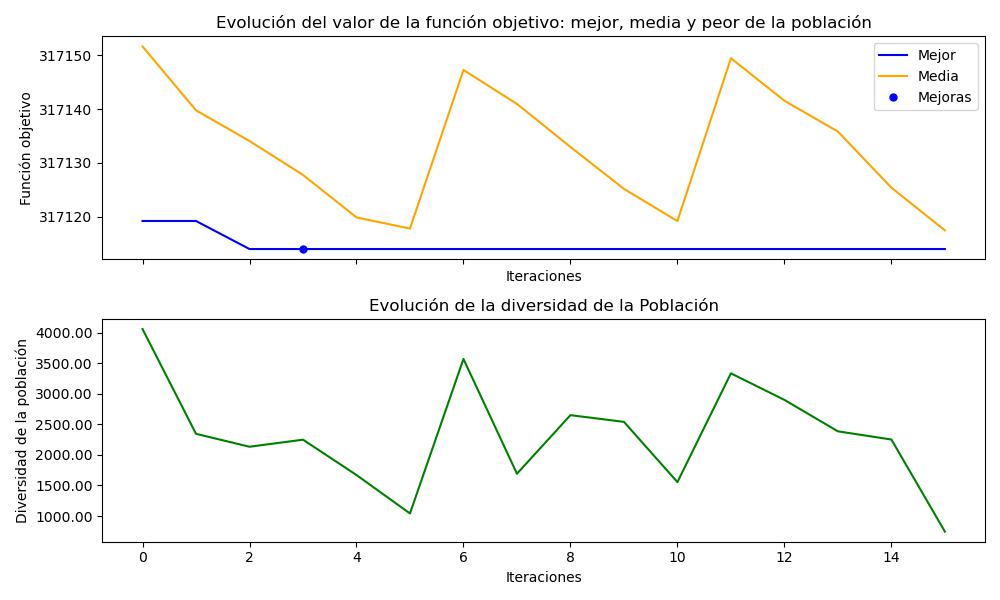 Evolución del valor de la función objetivo: mejor, media y peor de la población
Función objetivo
317150
317140
317130
317120
Mejor
Media
Mejoras
Iteraciones
Evolución de la diversidad de la Población
Diversidad de la población
4000.00
3500.00
3000.00
2500.00
2000.00
1500.00
1000.00
0 2 4 6 8 10 12 14
Iteraciones